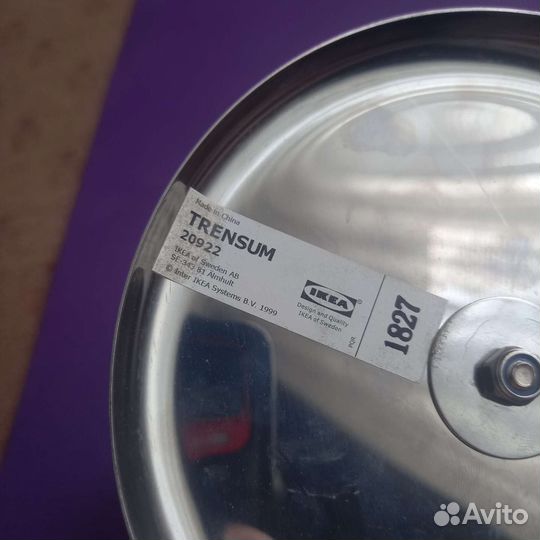 Made in China
TRENSUM
20922
IKEA of Sweden AB
SE-343 81 Älmhult
© Inter IKEA Systems B.V. 1999
IKEA
Design and Quality
IKEA of Sweden
PQR
1827
Avito